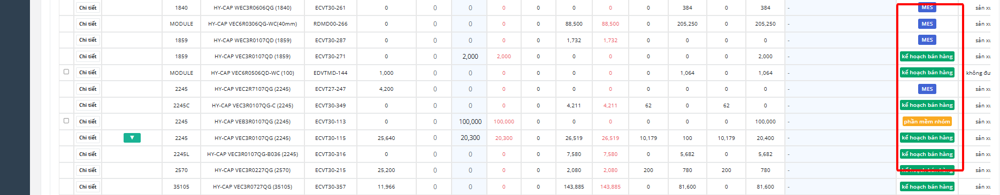 Chi tiết 1840 HY-CAP WEC3R0606QG (1840) ECVT30-261 0 0 0 0 0 0 0 0 384 0 384 - MES sản xu
Chi tiết MODULE HY-CAP VEC6R0306QG-WC(40mm) RDMD00-266 0 0 0 0 0 88,500 88,500 0 205,250 0 205,250 - MES sản xu
Chi tiết 1859 HY-CAP WEC3R0107QD (1859) ECVT30-287 0 0 0 0 0 1,732 1,732 0 0 0 0 - MES sản xu
Chi tiết 1859 HY-CAP VEC3R0107QD (1859) ECVT30-271 0 0 2,000 2,000 0 0 0 0 0 0 2,000 - kế hoạch bán hàng sản xu
Chi tiết MODULE HY-CAP VEC6R0506QD-WC (100) EDVTMD-144 1,000 0 0 0 0 0 0 0 1,064 0 1,064 - kế hoạch bán hàng không đư
Chi tiết 2245 HY-CAP VEC2R7107QG (2245) ECVT27-247 4,200 0 0 0 0 0 0 0 0 0 0 - MES sản xu
Chi tiết 2245C HY-CAP VEC3R0107QG-C (2245) ECVT30-349 0 0 0 0 0 4,211 4,211 62 0 62 0 - kế hoạch bán hàng sản xu
Chi tiết 2245 HY-CAP VEB3R0107QG (2245) ECVT30-113 0 0 100,000 100,000 0 0 0 0 0 0 100,000 - phần mềm nhóm sản xu
Chi tiết ▼ 2245 HY-CAP VEC3R0107QG (2245) ECVT30-115 25,640 0 20,300 20,300 0 26,519 26,519 10,179 100 10,179 20,400 - kế hoạch bán hàng sản xu
Chi tiết 2245L HY-CAP VEC3R0107QG-B036 (2245) ECVT30-316 0 0 0 0 0 7,580 7,580 0 5,682 0 5,682 - kế hoạch bán hàng sản xu
Chi tiết 2570 HY-CAP VEC3R0227QG (2570) ECVT30-215 25,200 0 0 0 0 2,080 2,080 200 780 200 780 - kế hoạch bán hàng sản xu
Chi tiết 35105 HY-CAP VEC3R0727QG (35105) ECVT30-357 11,966 0 0 0 0 143,885 143,885 0 81,600 0 81,600 - kế hoạch bán hàng sản xu